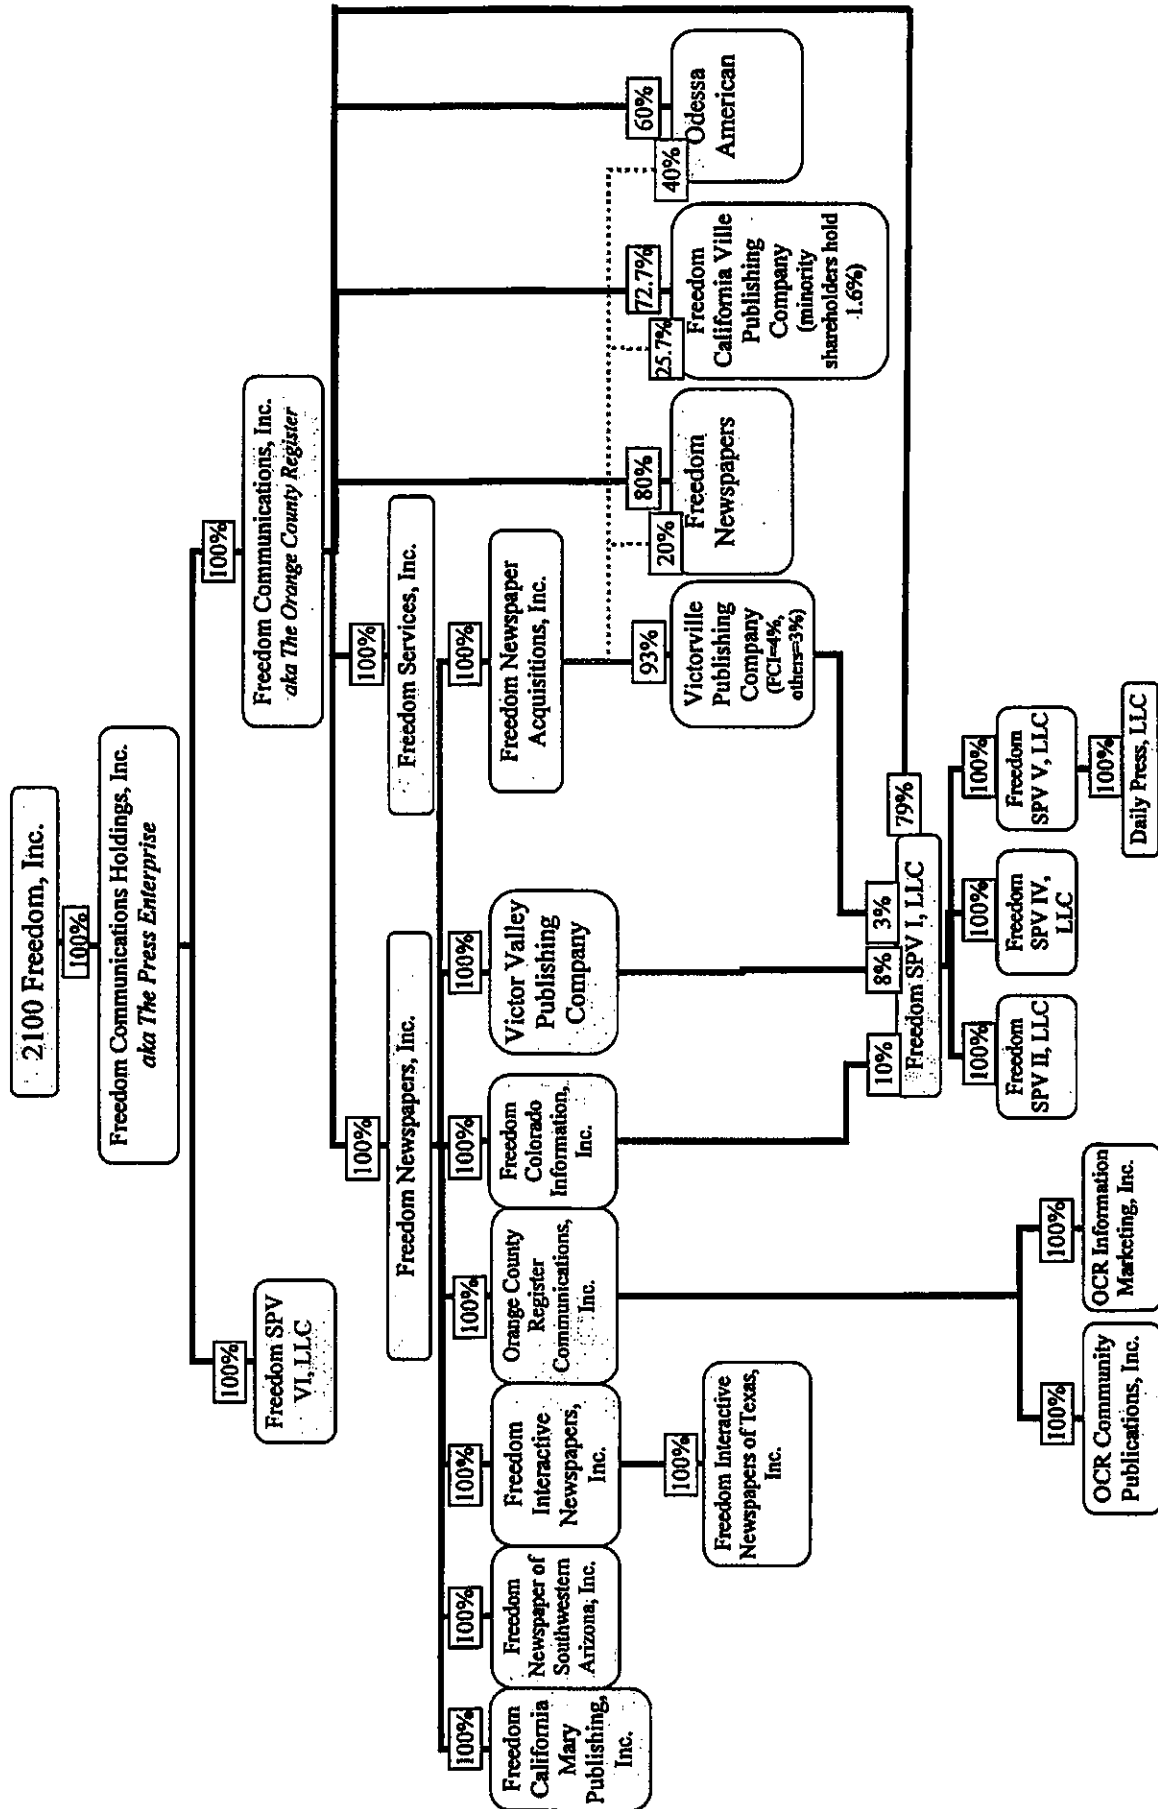 2100 Freedom, Inc.
100%
Freedom Communications Holdings, Inc.
aka The Press Enterprise
100%
Freedom SPV
VI, LLC
100%
Freedom Communications, Inc.
aka The Orange County Register
100%
Freedom Newspapers, Inc.
100%
Freedom Services, Inc.
100%
Freedom
California
Mary
Publishing,
Inc.
100%
Freedom
Newspaper of
Southwestern
Arizona, Inc.
100%
Freedom
Interactive
Newspapers,
Inc.
100%
Orange County
Register
Communications,
Inc.
100%
Freedom
Colorado
Information,
Inc.
100%
Victor Valley
Publishing
Company
100%
Freedom Newspaper
Acquisitions, Inc.
93%
Victorville
Publishing
Company
(FCI=4%,
others=3%)
20%
80%
Freedom
Newspapers
25.7%
72.7%
Freedom
California Ville
Publishing
Company
(minority
shareholders hold
1.6%)
40%
60%
Odessa
American
100%
Freedom Interactive
Newspapers of Texas,
Inc.
10%
8%
3%
79%
Freedom SPV I, LLC
100%
Freedom
SPV II, LLC
100%
Freedom
SPV IV,
LLC
100%
Freedom
SPV V, LLC
100%
Daily Press, LLC
100%
OCR Community
Publications, Inc.
100%
OCR Information
Marketing, Inc.